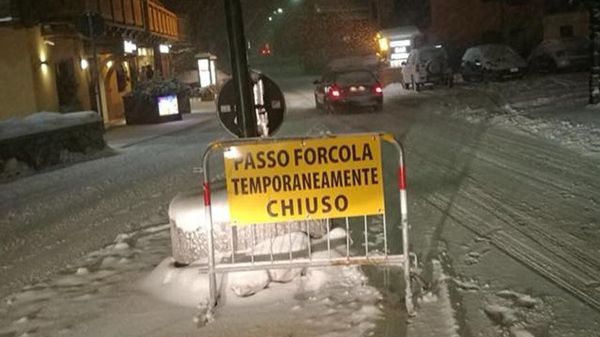 PASSO FORCOLA
TEMPORANEAMENTE
CHIUSO